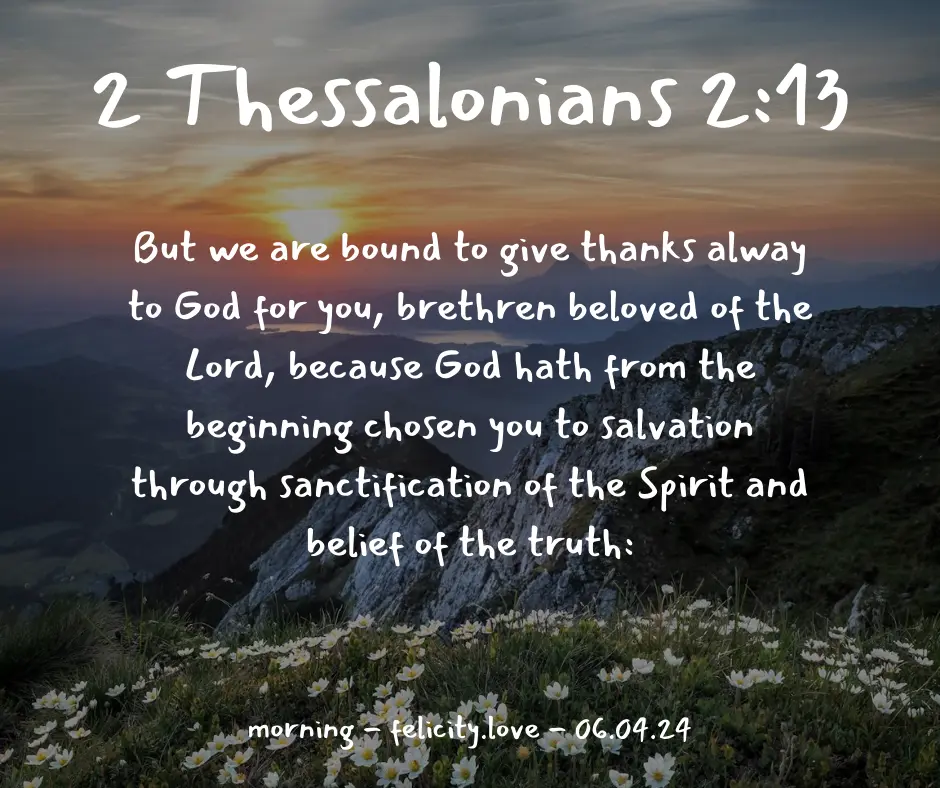 2 Thessalonians 2:13
But we are bound to give thanks alway
to God for you, brethren beloved of the
Lord, because God hath from the
beginning chosen you to salvation
through sanctification of the Spirit and
belief of the truth:
morning - felicity.love - 06.04.24